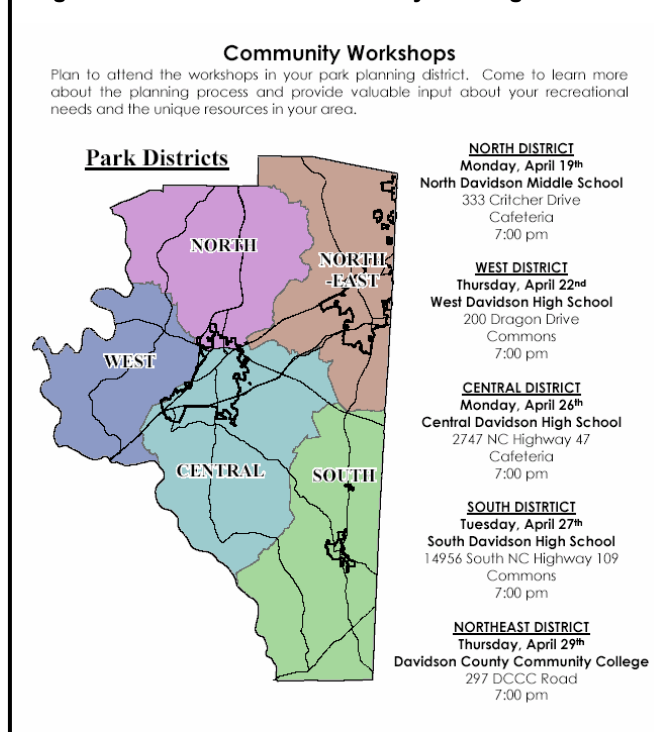 Community Workshops
Plan to attend the workshops in your park planning district. Come to learn more
about the planning process and provide valuable input about your recreational
needs and the unique resources in your area.
Park Districts
NORTH
NORTH
-EAST
WEST
CENTRAL
SOUTH
NORTH DISTRICT
Monday, April 19th
North Davidson Middle School
333 Critcher Drive
Cafeteria
7:00 pm
WEST DISTRICT
Thursday, April 22nd
West Davidson High School
200 Dragon Drive
Commons
7:00 pm
CENTRAL DISTRICT
Monday, April 26th
Central Davidson High School
2747 NC Highway 47
Cafeteria
7:00 pm
SOUTH DISTRTICT
Tuesday, April 27th
South Davidson High School
14956 South NC Highway 109
Commons
7:00 pm
NORTHEAST DISTRICT
Thursday, April 29th
Davidson County Community College
297 DCCC Road
7:00 pm